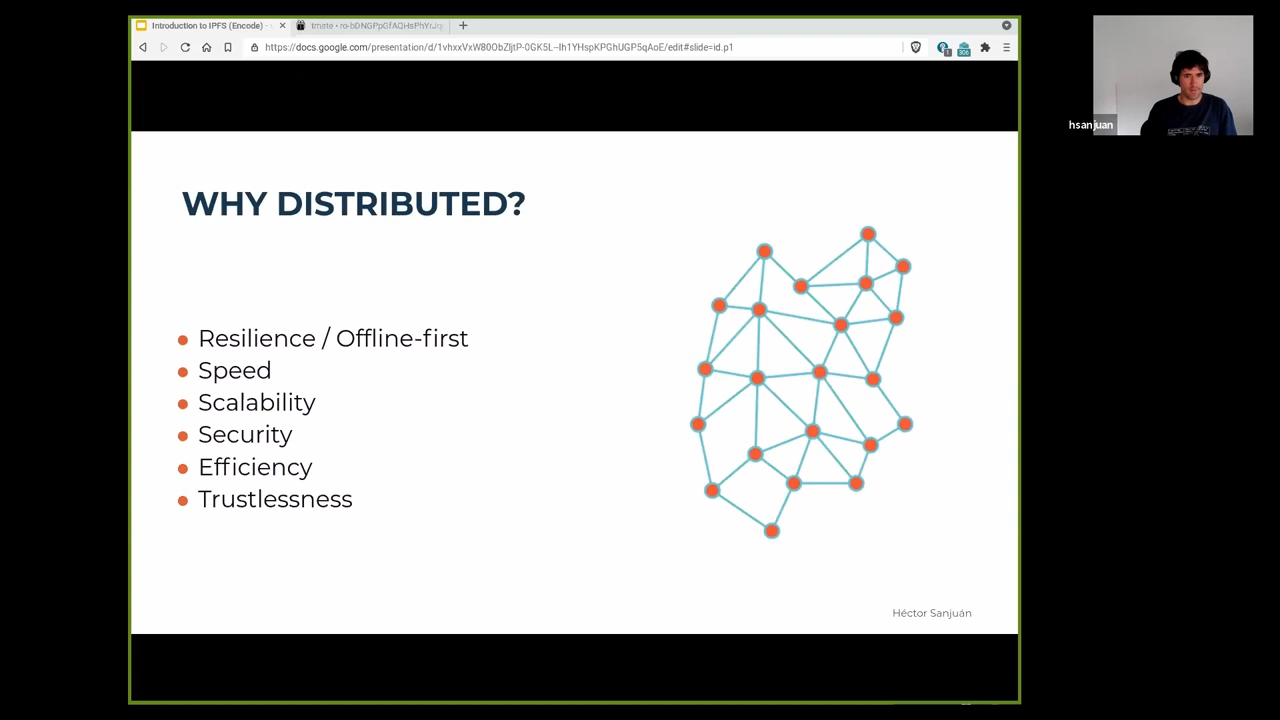 Introduction to IPFS (Encode) -
https://docs.google.com/presentation/d/1vhxxVxW80ObZljtP-0GK5L--Ih1YHspKPGhUGP5qAoE/edit#slide=id.p1
hsanjuan
WHY DISTRIBUTED?
Resilience / Offline-first
Speed
Scalability
Security
Efficiency
Trustlessness
Héctor Sanjuán